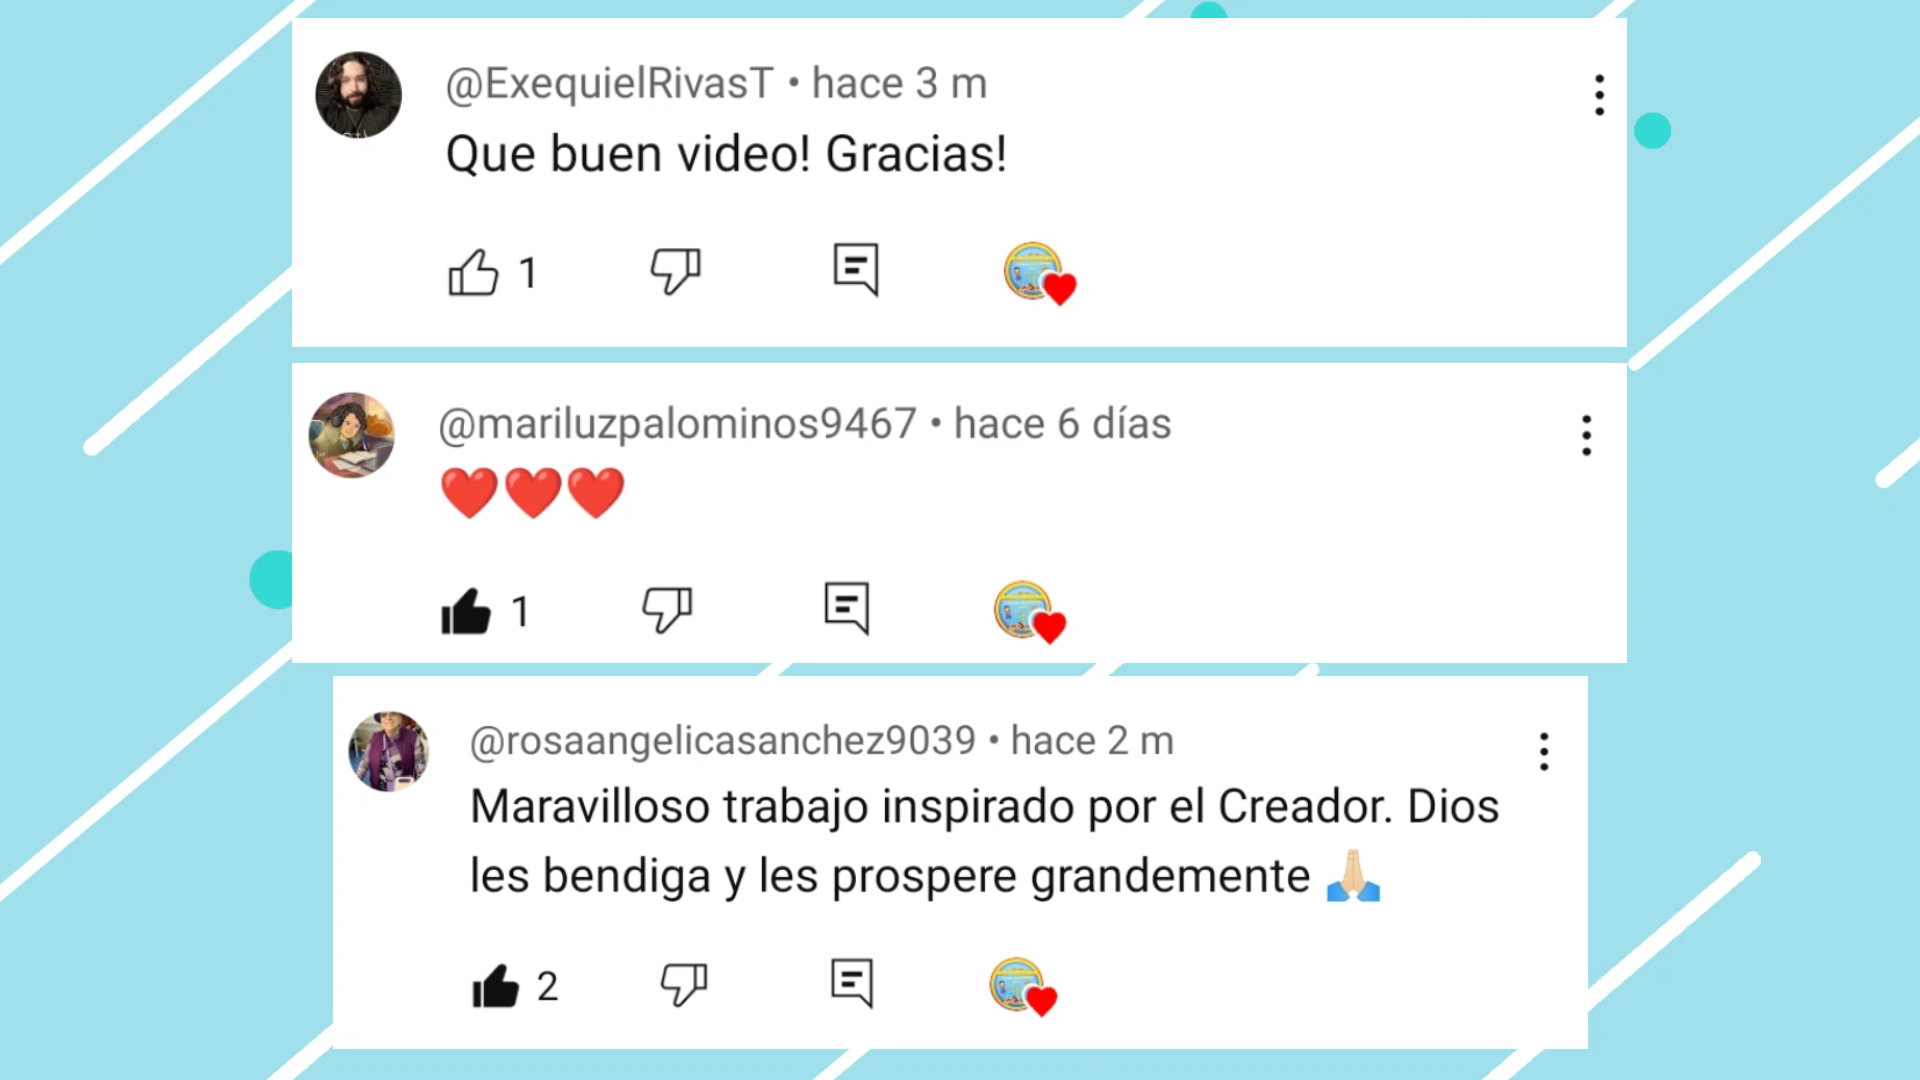 @ExequielRivasT • hace 3 m
Que buen video! Gracias!
1
@mariluzpalominos9467 • hace 6 días
❤️❤️❤️
1
@rosaangelicasanchez9039 • hace 2 m
Maravilloso trabajo inspirado por el Creador. Dios
les bendiga y les prospere grandemente 🙏🏻
2